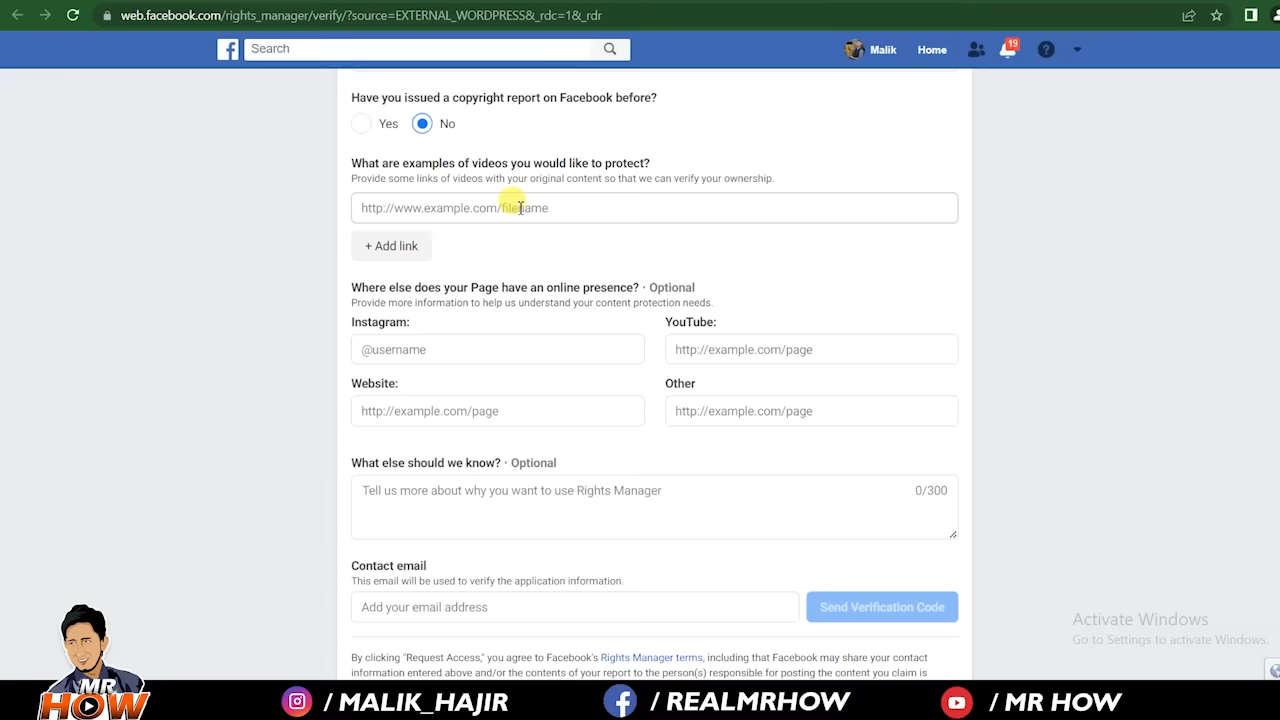 web.facebook.com/rights_manager/verify/?source=EXTERNAL_WORDPRESS&_rdc=1&_rdr
f Search Malik Home 19 ?
Have you issued a copyright report on Facebook before?
Yes No
What are examples of videos you would like to protect?
Provide some links of videos with your original content so that we can verify your ownership.
http://www.example.com/filename
+ Add link
Where else does your Page have an online presence? · Optional
Provide more information to help us understand your content protection needs.
Instagram: YouTube:
@username http://example.com/page
Website: Other
http://example.com/page http://example.com/page
What else should we know? · Optional
Tell us more about why you want to use Rights Manager 0/300
Contact email
This email will be used to verify the application information.
Add your email address Send Verification Code
Activate Windows
Go to Settings to activate Windows.
By clicking "Request Access," you agree to Facebook's Rights Manager terms, including that Facebook may share your contact
information entered above and/or the contents of your report to the person(s) responsible for posting the content you claim is
MR
HOW
/ MALIK_HAJIR f / REALMRHOW / MR HOW